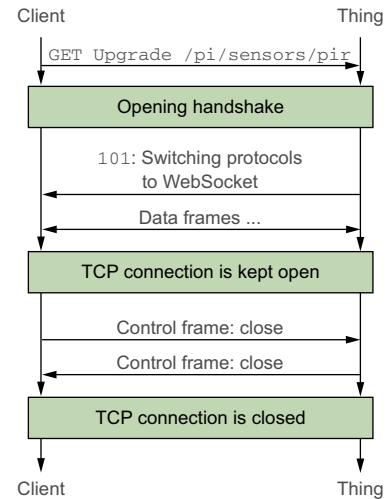 Client Thing
GET Upgrade /pi/sensors/pir
Opening handshake
101: Switching protocols
to WebSocket
Data frames ...
TCP connection is kept open
Control frame: close
Control frame: close
TCP connection is closed
Client Thing